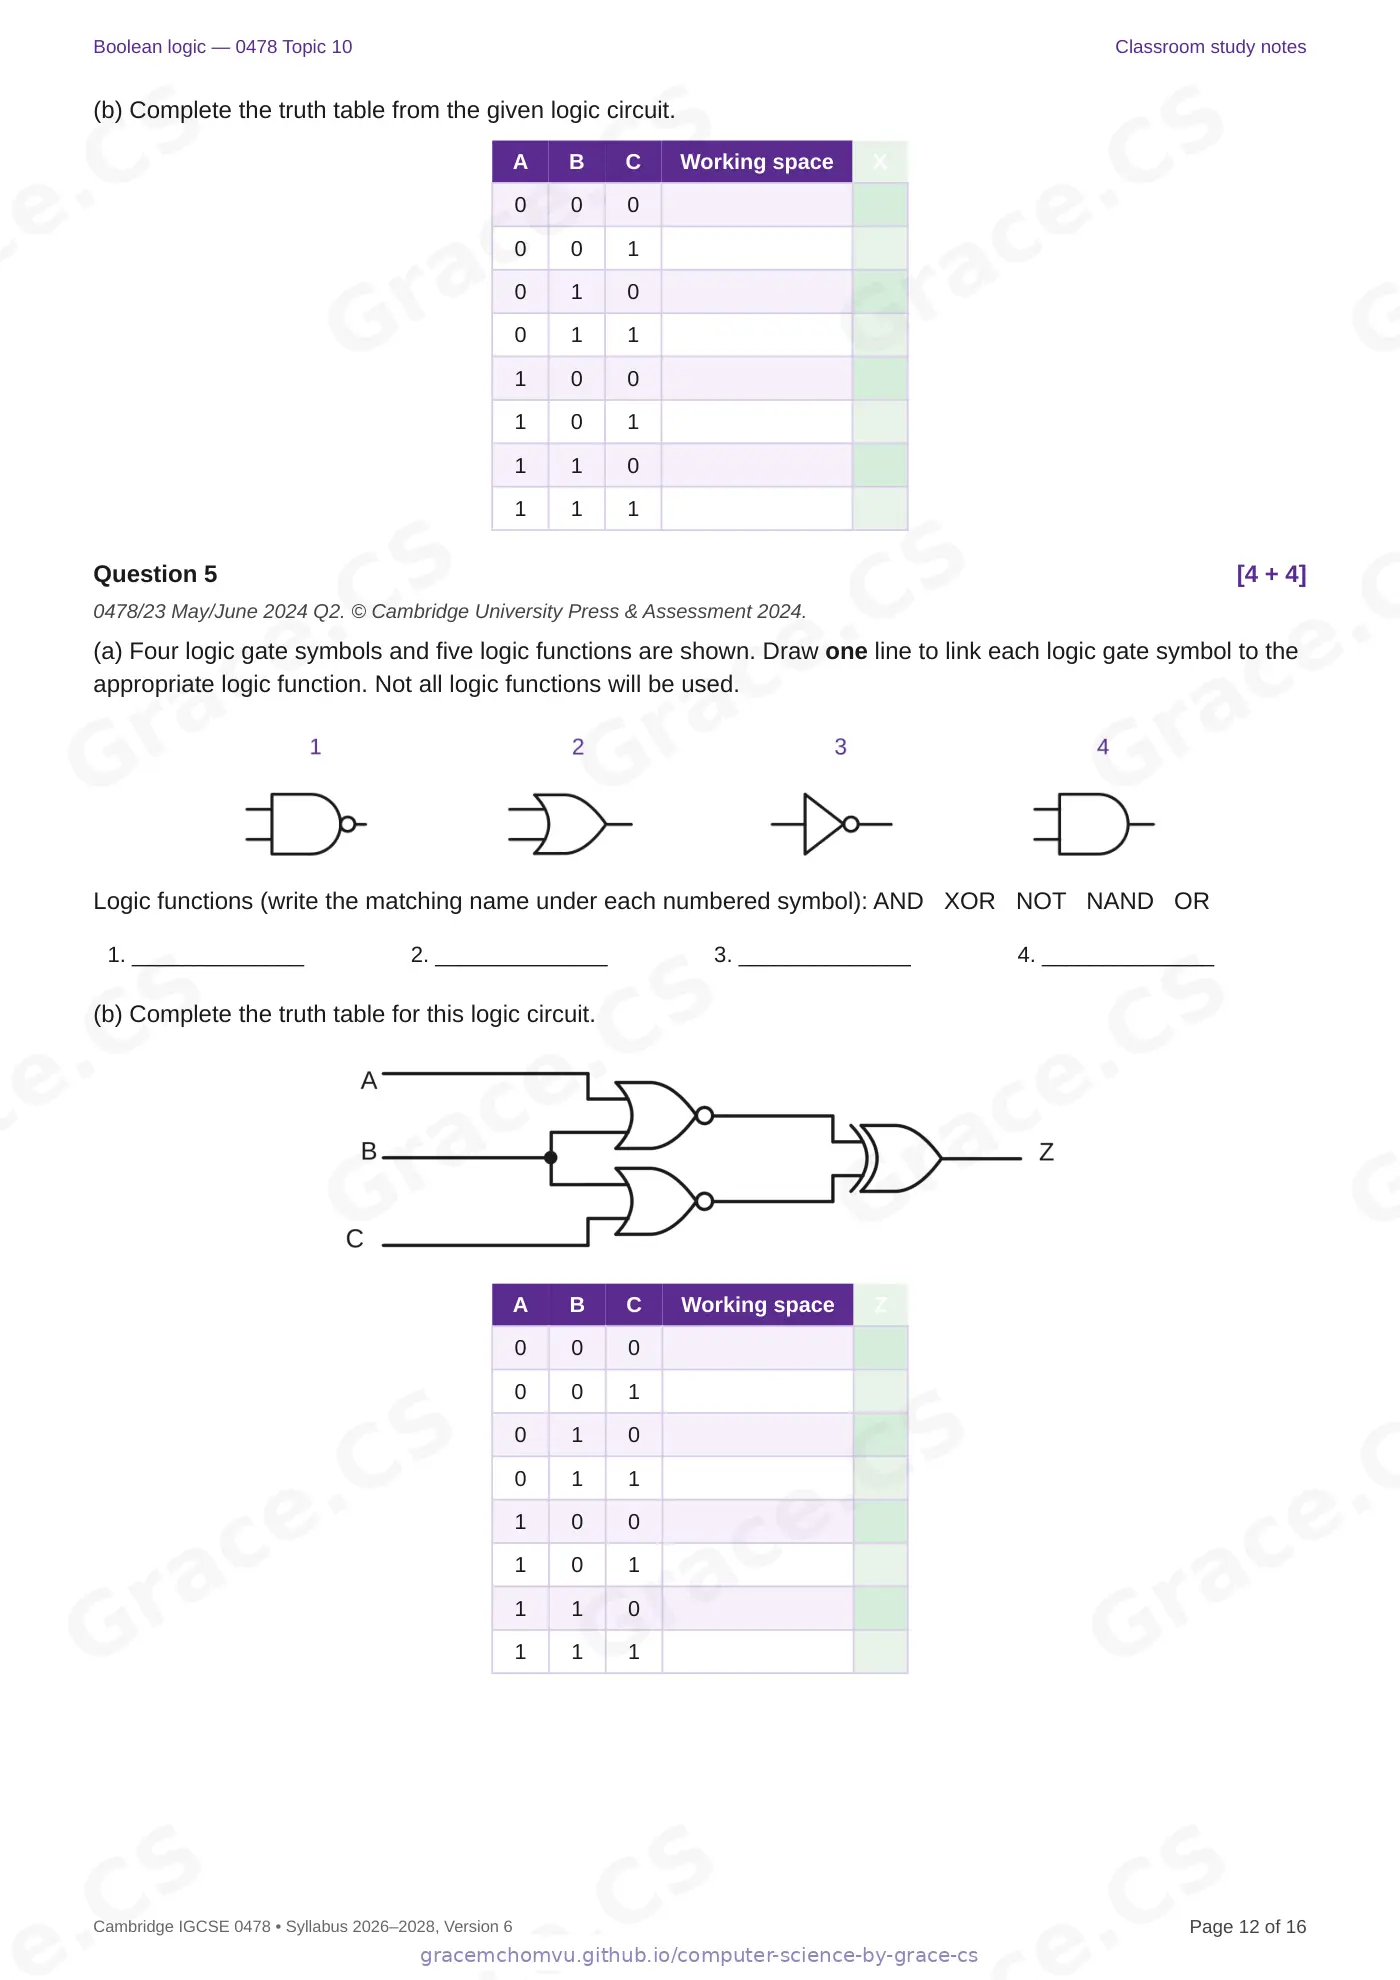 Boolean logic — 0478 Topic 10
Classroom study notes
(b) Complete the truth table from the given logic circuit.
A B C Working space X
0 0 0
0 0 1
0 1 0
0 1 1
1 0 0
1 0 1
1 1 0
1 1 1
Question 5 [4 + 4]
0478/23 May/June 2024 Q2. © Cambridge University Press & Assessment 2024.
(a) Four logic gate symbols and five logic functions are shown. Draw one line to link each logic gate symbol to the
appropriate logic function. Not all logic functions will be used.
1 2 3 4
Logic functions (write the matching name under each numbered symbol): AND XOR NOT NAND OR
1. ______________ 2. ______________ 3. ______________ 4. ______________
(b) Complete the truth table for this logic circuit.
A
B
Z
C
A B C Working space Z
0 0 0
0 0 1
0 1 0
0 1 1
1 0 0
1 0 1
1 1 0
1 1 1
Cambridge IGCSE 0478 • Syllabus 2026–2028, Version 6
Page 12 of 16
gracemchomvu.github.io/computer-science-by-grace-cs
Grace.CS